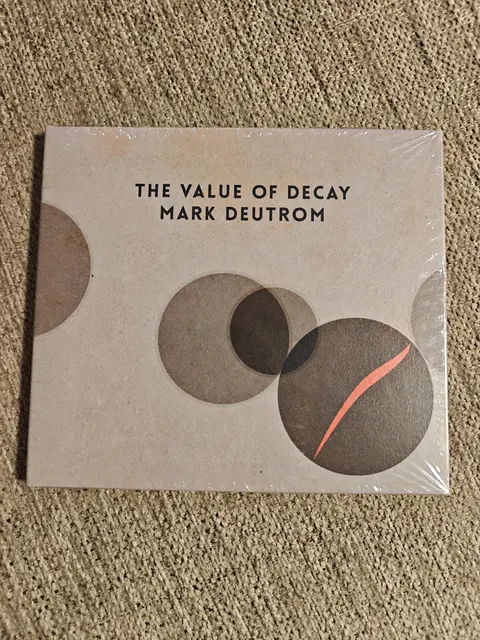 THE VALUE OF DECAY
MARK DEUTROM